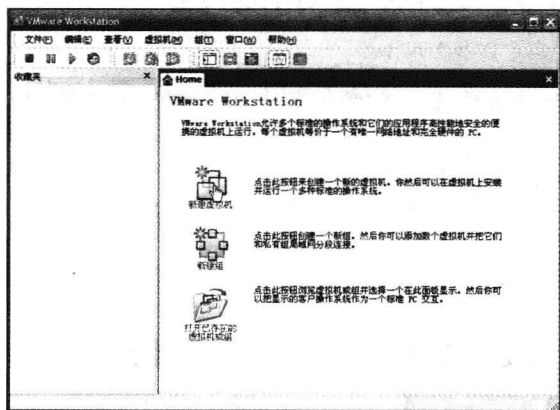 VMware Workstation
文件(F) 编辑(E) 查看(V) 虚拟机(M) 组(T) 窗口(W) 帮助(H)
收藏夹
Home
VMware Workstation
VMware Workstation允许多个标准的操作系统和它们的应用程序高性能地安全的便
携的虚拟机上运行。每个虚拟机等价于一个有唯一网络地址和完全硬件的 PC。
点击此按钮来创建一个新的虚拟机。你然后可以在虚拟机上安装
并运行一个多种标准的操作系统。
新建虚拟机
点击此按钮创建一个新组。然后你可以添加数个虚拟机并把它们
和私有组局域网分段连接。
新建组
点击此按钮浏览虚拟机或组并选择一个在此面板显示。然后你可
以把显示的客户操作系统作为一个标准 PC 交互。
打开已存在的
虚拟机或组